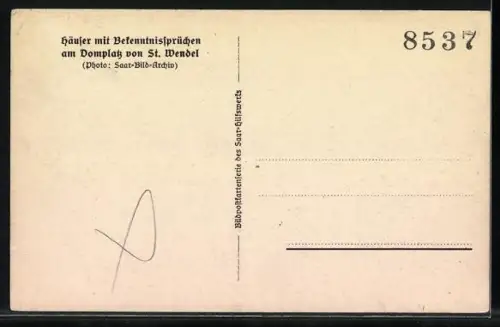 Häuser mit Bekenntnissprüchen
am Domplatz von St. Wendel
(Photo: Saar-Bild-Archiv)
8537
Bildpostkartenserie des Saar-Hilfswerks